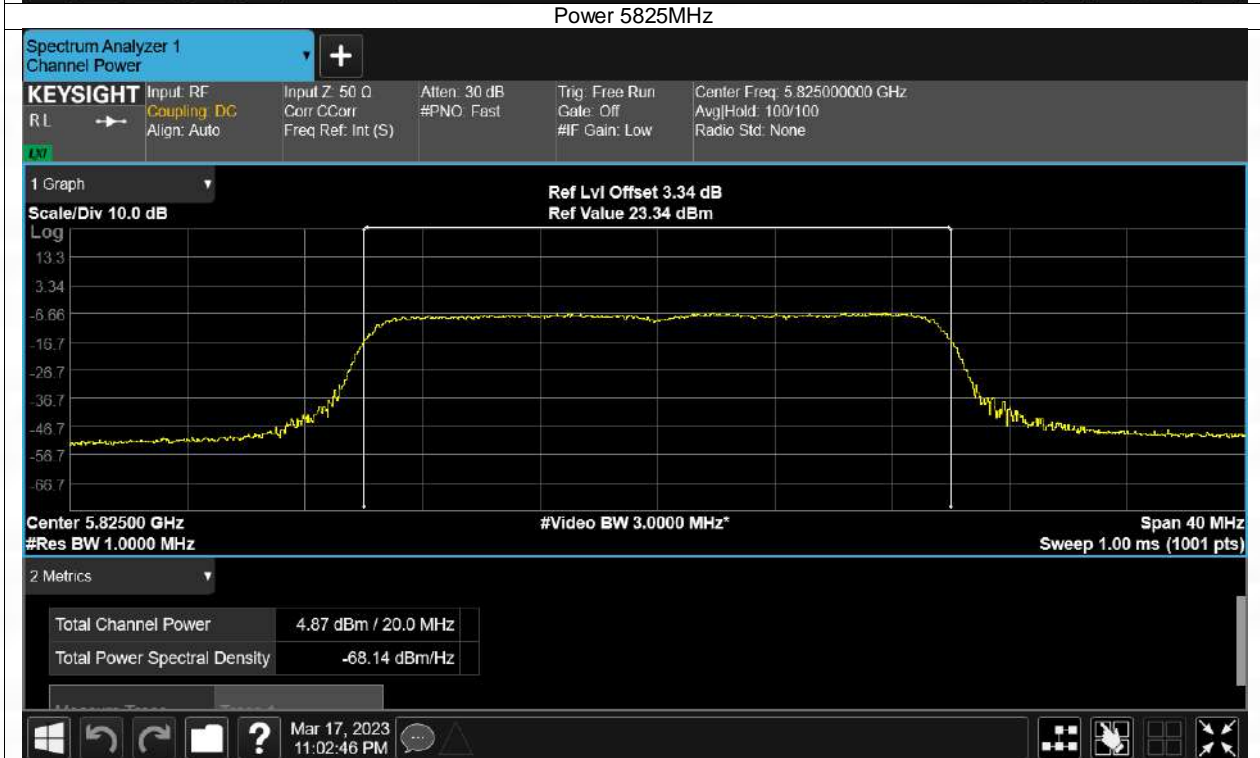 Power 5825MHz
Spectrum Analyzer 1
Channel Power
+
KEYSIGHT
RL
LXI
Input: RF
Coupling: DC
Align: Auto
Input Z: 50 Ω
Corr CCorr
Freq Ref: Int (S)
Atten: 30 dB
#PNO: Fast
Trig: Free Run
Gate: Off
#IF Gain: Low
Center Freq: 5.825000000 GHz
Avg|Hold: 100/100
Radio Std: None
1 Graph
Scale/Div 10.0 dB
Ref Lvl Offset 3.34 dB
Ref Value 23.34 dBm
Log
13.3
3.34
-6.66
-16.7
-26.7
-36.7
-46.7
-56.7
-66.7
Center 5.82500 GHz
#Res BW 1.0000 MHz
#Video BW 3.0000 MHz*
Span 40 MHz
Sweep 1.00 ms (1001 pts)
2 Metrics
Total Channel Power 4.87 dBm / 20.0 MHz
Total Power Spectral Density -68.14 dBm/Hz
?
Mar 17, 2023
11:02:46 PM